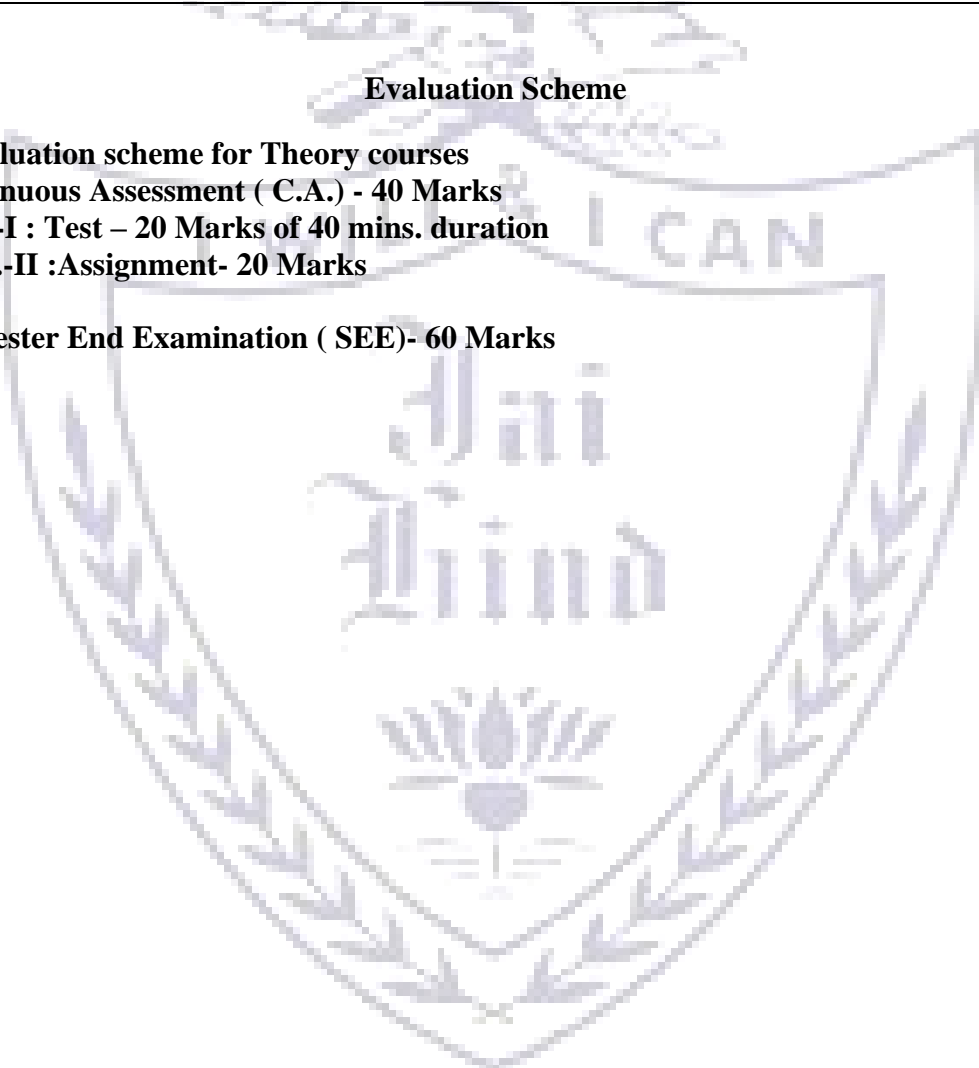 Evaluation Scheme
luation scheme for Theory courses
nuous Assessment ( C.A.) - 40 Marks
-I : Test – 20 Marks of 40 mins. duration
.-II :Assignment- 20 Marks
ester End Examination ( SEE)- 60 Marks
I WILL & I CAN
Jai
Hind